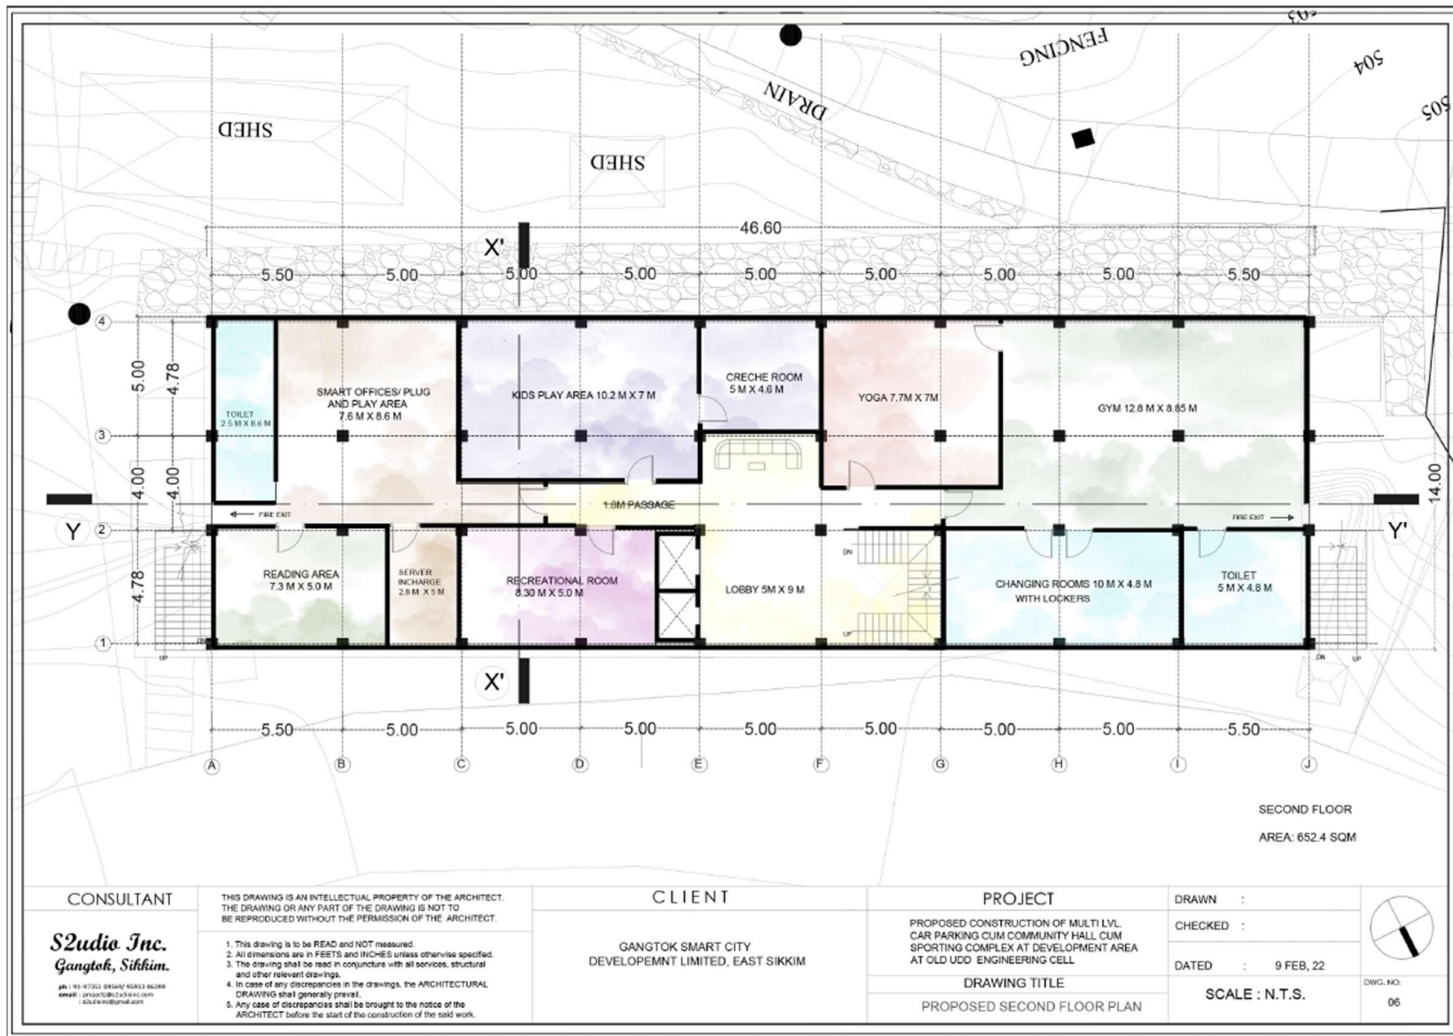 503
FENCING
504
505
DRAIN
SHED
SHED
46.60
X'
5.50
5.00
5.00
5.00
5.00
5.00
5.00
5.00
5.50
4
3
2
1
5.00
4.78
4.00
4.00
4.78
14.00
TOILET
2.5 M X 8.6 M
SMART OFFICES/ PLUG
AND PLAY AREA
7.6 M X 8.6 M
KIDS PLAY AREA 10.2 M X 7 M
CRECHE ROOM
5 M X 4.6 M
YOGA 7.7M X 7M
GYM 12.8 M X 8.85 M
1.8M PASSAGE
FIRE EXIT
FIRE EXIT
Y
Y'
READING AREA
7.3 M X 5.0 M
SERVER
INCHARGE
2.8 M X 5 M
RECREATIONAL ROOM
8.30 M X 5.0 M
LOBBY 5M X 9 M
DN
UP
CHANGING ROOMS 10 M X 4.8 M
WITH LOCKERS
TOILET
5 M X 4.8 M
UP
DN
UP
X'
5.50
5.00
5.00
5.00
5.00
5.00
5.00
5.00
5.50
A
B
C
D
E
F
G
H
I
J
SECOND FLOOR
AREA: 652.4 SQM
CONSULTANT
S2udio Inc.
Gangtok, Sikkim.
THIS DRAWING IS AN INTELLECTUAL PROPERTY OF THE ARCHITECT.
THE DRAWING OR ANY PART OF THE DRAWING IS NOT TO
BE REPRODUCED WITHOUT THE PERMISSION OF THE ARCHITECT.
1. This drawing is to be READ and NOT measured.
2. All dimensions are in FEETS and INCHES unless otherwise specified.
3. The drawing shall be read in conjuncture with all services, structural
and other relevant drawings.
4. In case of any discrepancies in the drawings, the ARCHITECTURAL
DRAWING shall generally prevail.
5. Any case of discrepancies shall be brought to the notice of the
ARCHITECT before the start of the construction of the said work.
CLIENT
GANGTOK SMART CITY
DEVELOPEMNT LIMITED, EAST SIKKIM
PROJECT
PROPOSED CONSTRUCTION OF MULTI LVL.
CAR PARKING CUM COMMUNITY HALL CUM
SPORTING COMPLEX AT DEVELOPMENT AREA
AT OLD UDD ENGINEERING CELL
DRAWING TITLE
PROPOSED SECOND FLOOR PLAN
DRAWN :
CHECKED :
DATED : 9 FEB, 22
SCALE : N.T.S.
DWG. NO:
06